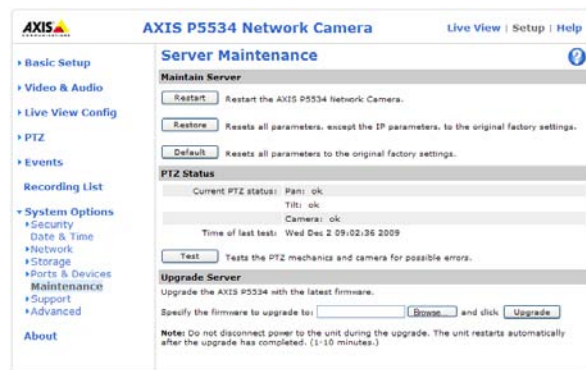 AXIS
COMMUNICATIONS
AXIS P5534 Network Camera
Live View | Setup | Help
Basic Setup
Video & Audio
Live View Config
PTZ
Events
Recording List
System Options
Security
Date & Time
Network
Storage
Ports & Devices
Maintenance
Support
Advanced
About
Server Maintenance
?
Maintain Server
Restart Restart the AXIS P5534 Network Camera.
Restore Resets all parameters, except the IP parameters, to the original factory settings.
Default Resets all parameters to the original factory settings.
PTZ Status
Current PTZ status: Pan: ok
Tilt: ok
Camera: ok
Time of last test: Wed Dec 2 09:02:36 2009
Test Tests the PTZ mechanics and camera for possible errors.
Upgrade Server
Upgrade the AXIS P5534 with the latest firmware.
Specify the firmware to upgrade to: Browse... and click Upgrade
Note: Do not disconnect power to the unit during the upgrade. The unit restarts automatically
after the upgrade has completed. (1-10 minutes.)